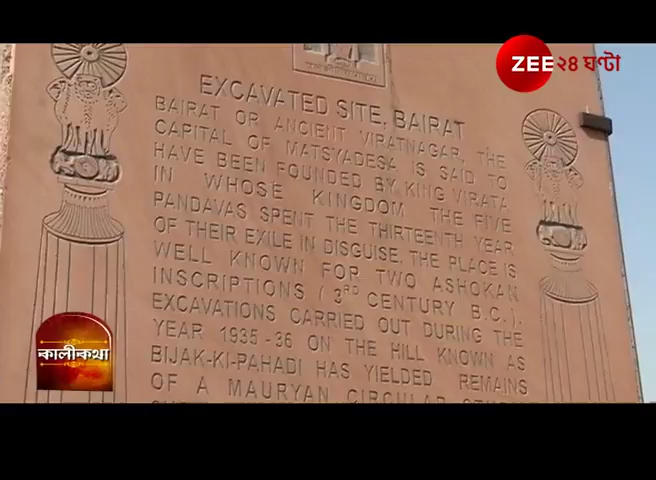 ZEE ২৪ ঘণ্টা
EXCAVATED SITE, BAIRAT
BAIRAT OR ANCIENT VIRATNAGAR, THE
CAPITAL OF MATSYADESA IS SAID TO
HAVE BEEN FOUNDED BY KING VIRATA
IN WHOSE KINGDOM THE FIVE
PANDAVAS SPENT THE THIRTEENTH YEAR
OF THEIR EXILE IN DISGUISE. THE PLACE IS
WELL KNOWN FOR TWO ASHOKAN
INSCRIPTIONS (3RD CENTURY B.C.).
EXCAVATIONS CARRIED OUT DURING THE
YEAR 1935-36 ON THE HILL KNOWN AS
BIJAK-KI-PAHADI HAS YIELDED REMAINS
OF A MAURYAN CIRCULAR
কালীকথা